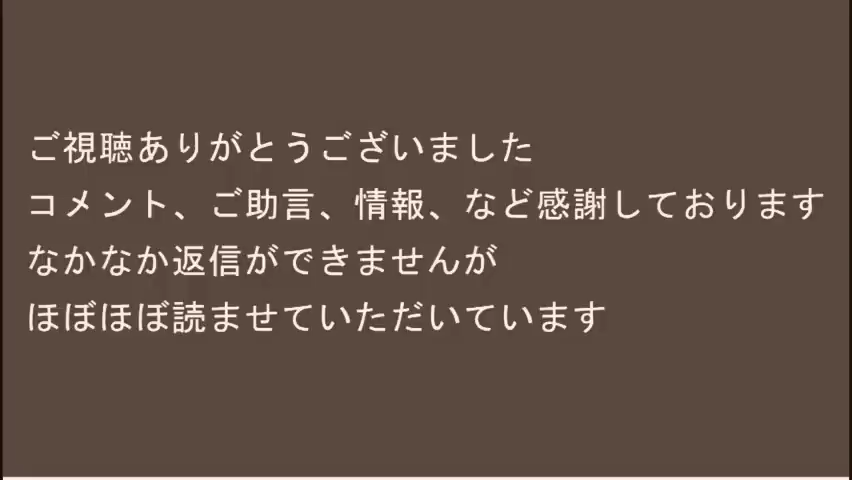 ご視聴ありがとうございました
コメント、ご助言、情報、など感謝しております
なかなか返信ができませんが
ほぼほぼ読ませていただいています